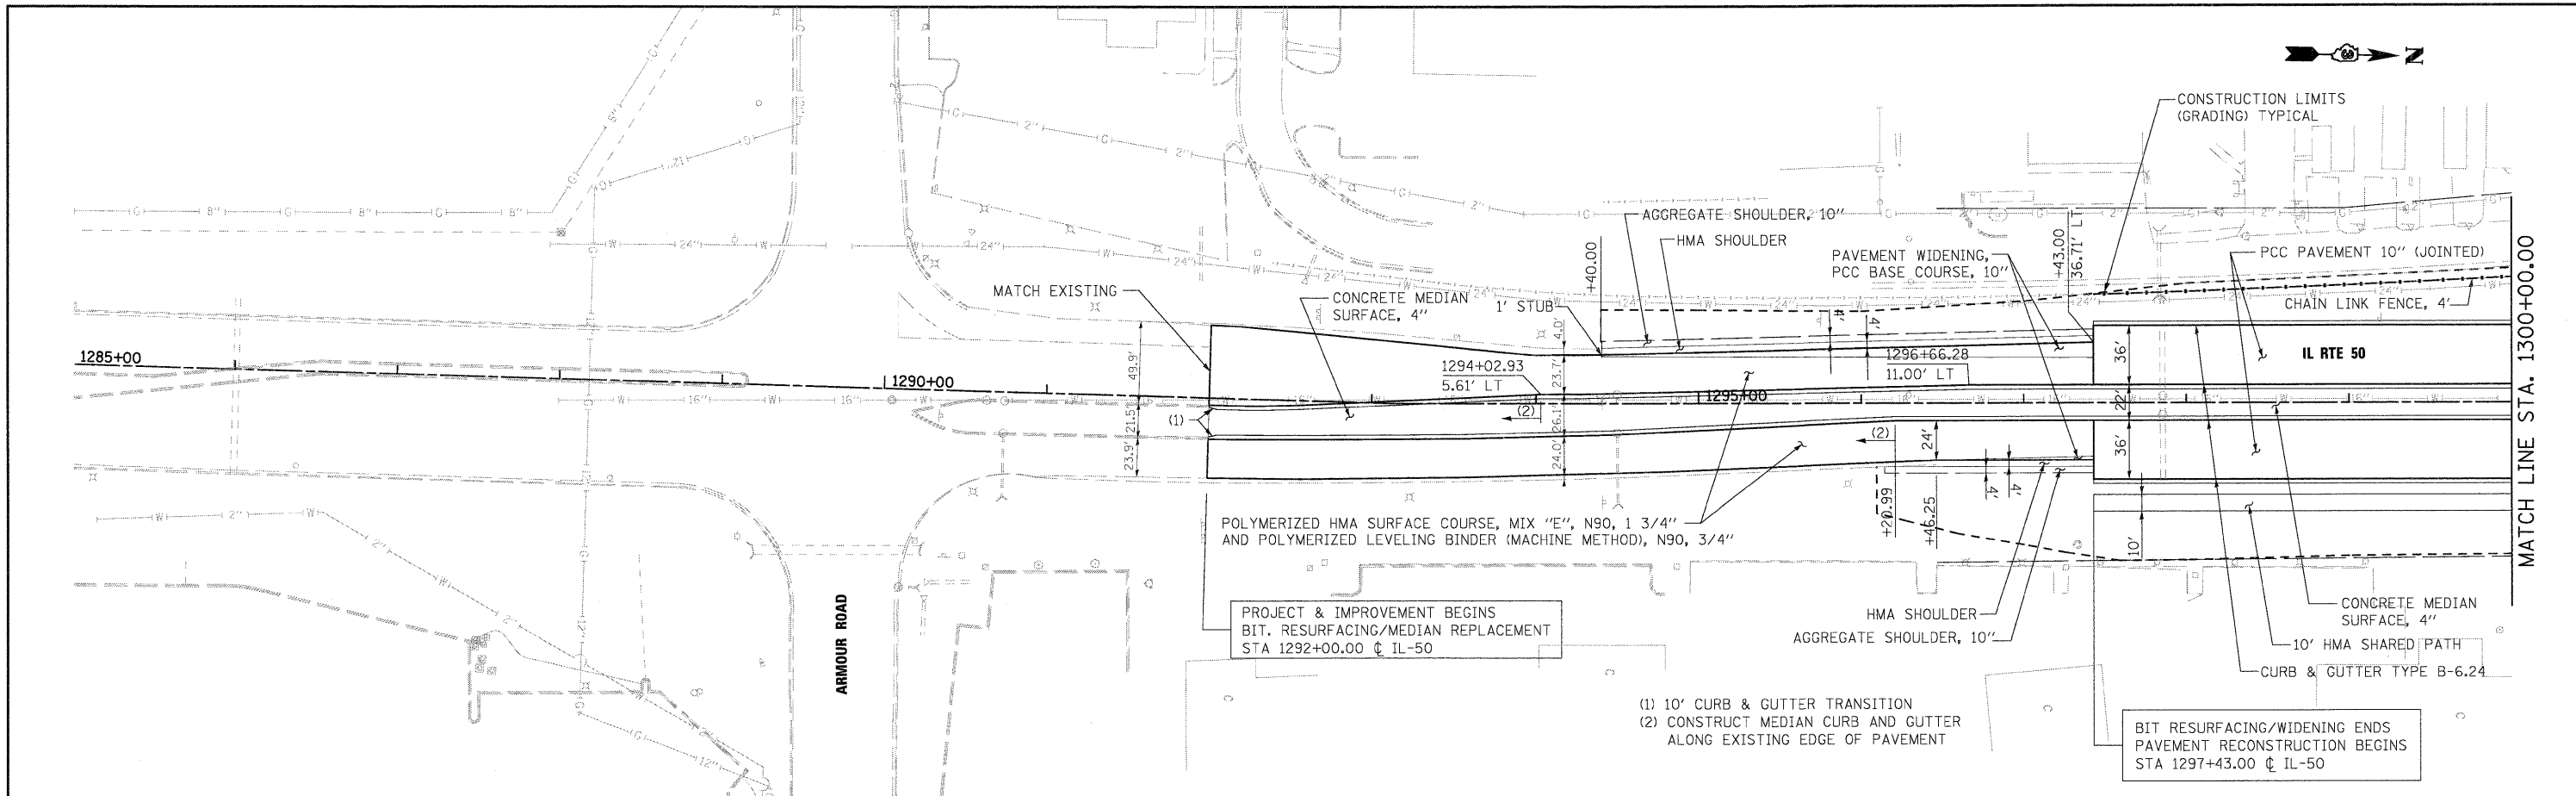 N
CONSTRUCTION LIMITS
(GRADING) TYPICAL
AGGREGATE SHOULDER, 10"
HMA SHOULDER
+40.00
PAVEMENT WIDENING,
PCC BASE COURSE, 10"
+43.00
36.71' LT
PCC PAVEMENT 10" (JOINTED)
CHAIN LINK FENCE, 4'
MATCH EXISTING
CONCRETE MEDIAN
SURFACE, 4"
1' STUB
4.0'
4'
4'
1285+00
1290+00
1295+00
49.9'
21.5'
23.9'
(1)
1294+02.93
5.61' LT
(2)
23.7'
26.1'
24.0'
1296+66.28
11.00' LT
(2)
24'
4'
4'
36'
22'
36'
10'
IL RTE 50
+20.99
+46.25
MATCH LINE STA. 1300+00.00
POLYMERIZED HMA SURFACE COURSE, MIX "E", N90, 1 3/4"
AND POLYMERIZED LEVELING BINDER (MACHINE METHOD), N90, 3/4"
ARMOUR ROAD
PROJECT & IMPROVEMENT BEGINS
BIT. RESURFACING/MEDIAN REPLACEMENT
STA 1292+00.00 ℄ IL-50
HMA SHOULDER
AGGREGATE SHOULDER, 10"
CONCRETE MEDIAN
SURFACE, 4"
10' HMA SHARED PATH
CURB & GUTTER TYPE B-6.24
(1) 10' CURB & GUTTER TRANSITION
(2) CONSTRUCT MEDIAN CURB AND GUTTER
ALONG EXISTING EDGE OF PAVEMENT
BIT RESURFACING/WIDENING ENDS
PAVEMENT RECONSTRUCTION BEGINS
STA 1297+43.00 ℄ IL-50